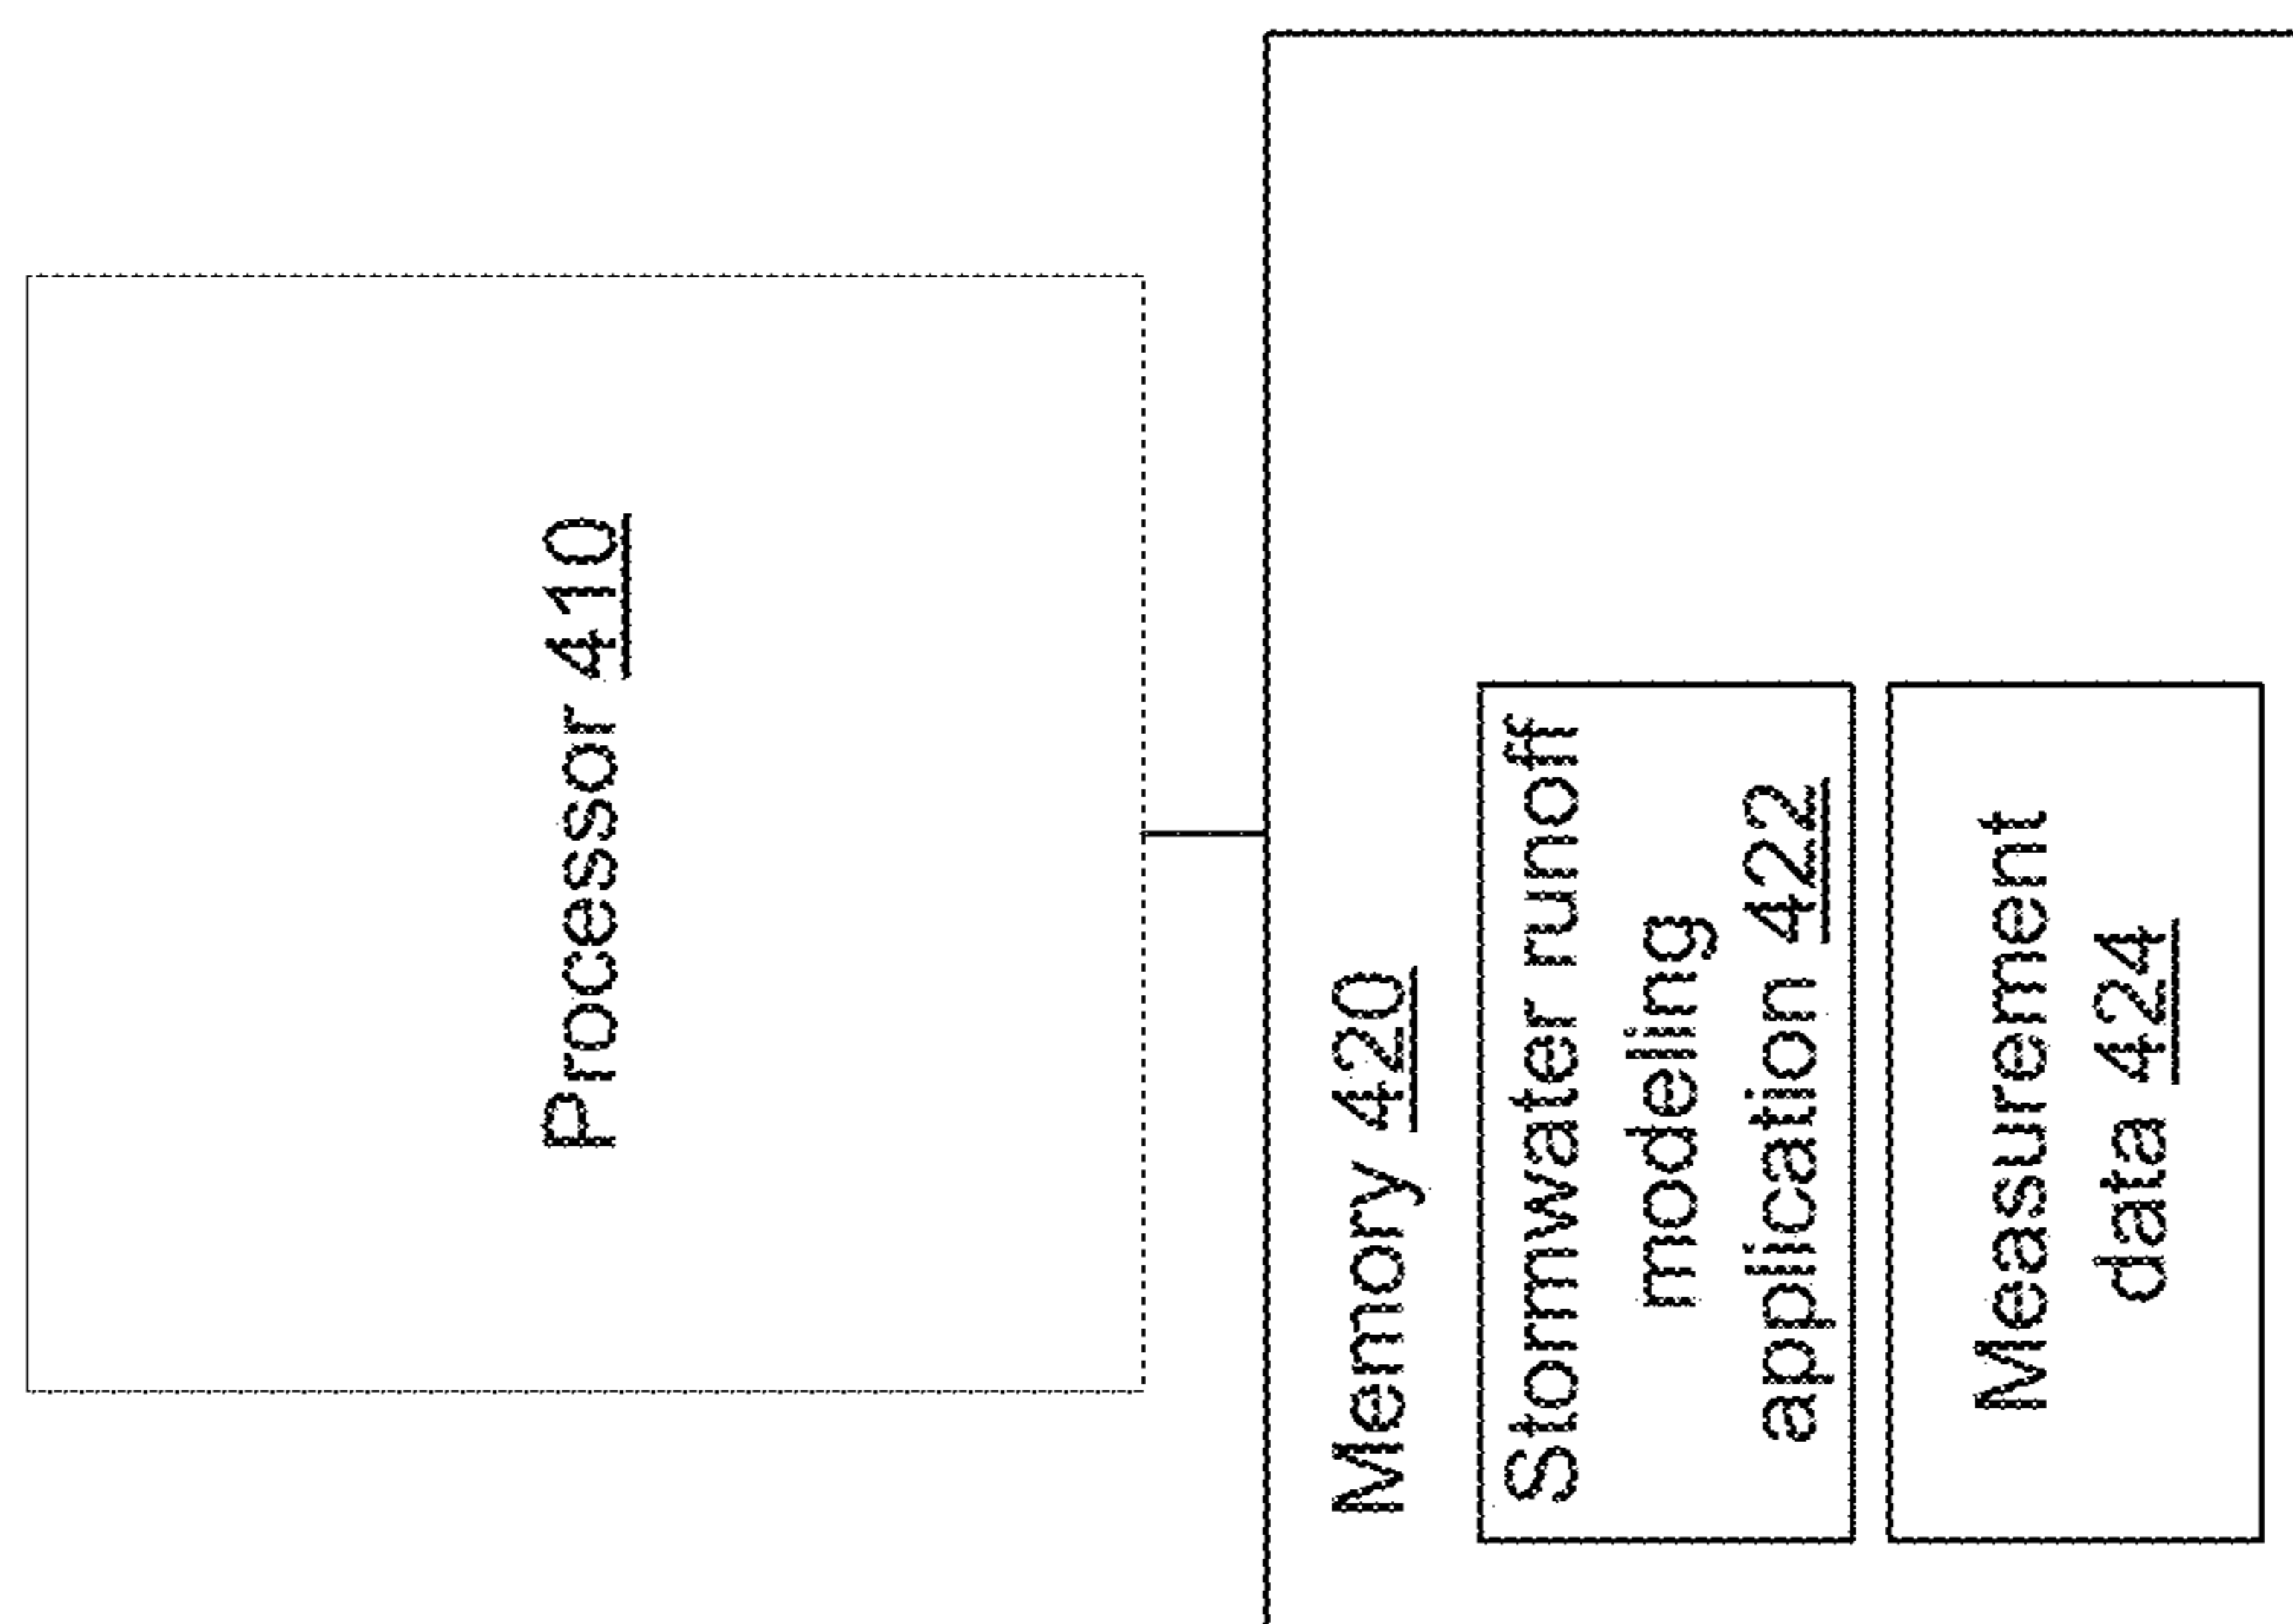 Processor 410
Memory 420
Stormwater runoff
modeling
application 422
Measurement
data 424